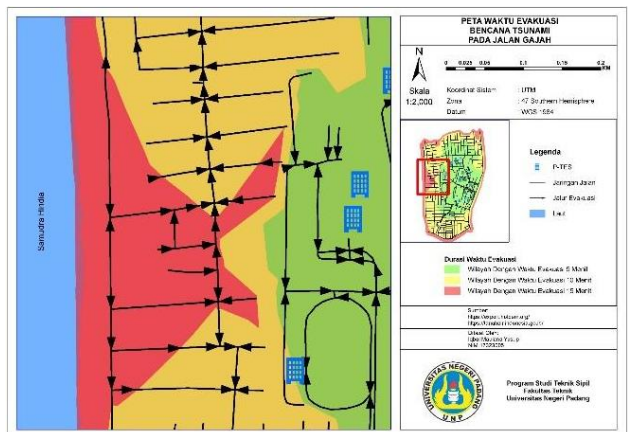 PETA WAKTU EVAKUASI
BENCANA TSUNAMI
PADA JALAN GAJAH
N
Skala
1:2,000
0 0.025 0.05 0.1 0.15 0.2
KM
Koordinat Sistem : UTM
Zona : 47 Southern Hemisphere
Datum : WGS 1984
Legenda
P-TES
Jaringan Jalan
Jalur Evakuasi
Laut
Durasi Waktu Evakuasi
Wilayah Dengan Waktu Evakuasi 5 Menit
Wilayah Dengan Waktu Evakuasi 10 Menit
Wilayah Dengan Waktu Evakuasi 15 Menit
Sumber:
Dibuat Oleh:
UNIVERSITAS NEGERI PADANG
UNP
Program Studi Teknik Sipil
Fakultas Teknik
Universitas Negeri Padang
Samudra Hindia